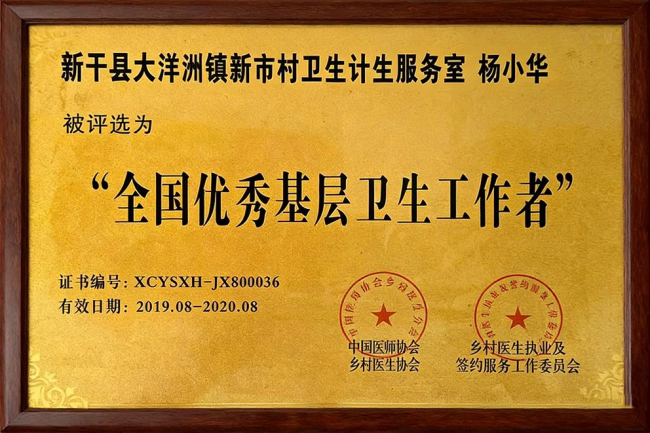 新干县大洋洲镇新市村卫生计生服务室 杨小华
被评选为
“全国优秀基层卫生工作者”
证书编号: XCYSXH-JX800036
有效日期: 2019.08-2020.08
中国医师协会
乡村医生协会
乡村医生执业及
签约服务工作委员会